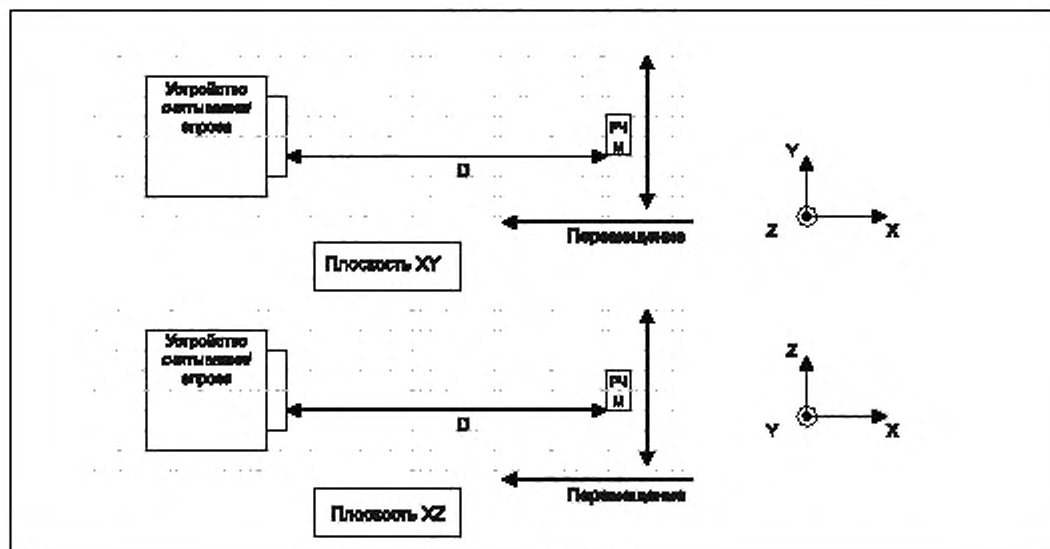 Устройство
считывания/
опроса
РЧ
М
D
Y
Z
X
Перемещение
Плоскость XY
Устройство
считывания/
опроса
РЧ
М
D
Z
Y
X
Перемещение
Плоскость XZ